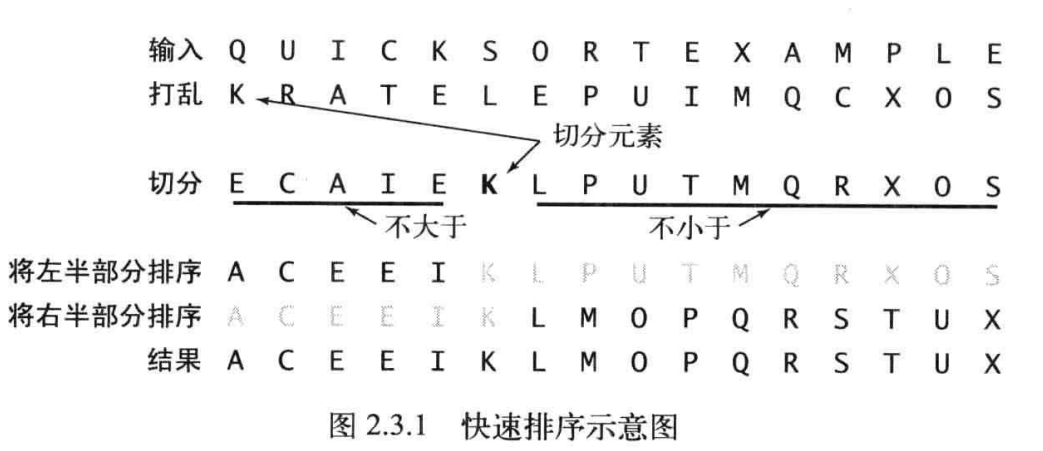 输入 Q U I C K S O R T E X A M P L E
打乱 K R A T E L E P U I M Q C X O S
切分元素
切分 E C A I E K L P U T M Q R X O S
不大于 不小于
将左半部分排序 A C E E I K L P U T M Q R X O S
将右半部分排序 A C E E I K L M O P Q R S T U X
结果 A C E E I K L M O P Q R S T U X
图 2.3.1 快速排序示意图